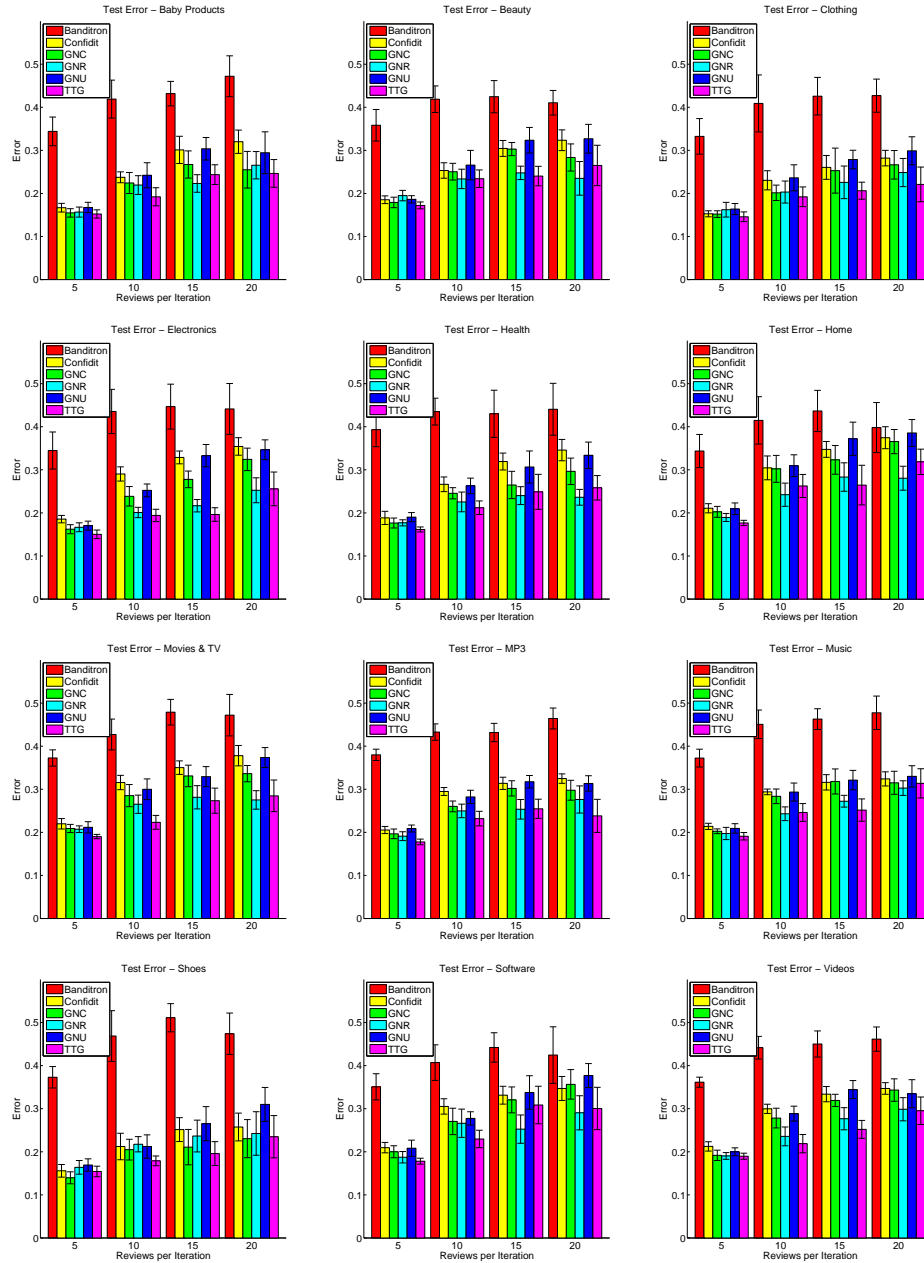 Test Error – Baby Products
Error
0.5
0.4
0.3
0.2
0.1
0
Banditron
Confidit
GNC
GNR
GNU
TTG
5 10 15 20
Reviews per Iteration
Test Error – Beauty
Error
0.5
0.4
0.3
0.2
0.1
0
Banditron
Confidit
GNC
GNR
GNU
TTG
5 10 15 20
Reviews per Iteration
Test Error – Clothing
Error
0.5
0.4
0.3
0.2
0.1
0
Banditron
Confidit
GNC
GNR
GNU
TTG
5 10 15 20
Reviews per Iteration
Test Error – Electronics
Error
0.5
0.4
0.3
0.2
0.1
0
Banditron
Confidit
GNC
GNR
GNU
TTG
5 10 15 20
Reviews per Iteration
Test Error – Health
Error
0.5
0.4
0.3
0.2
0.1
0
Banditron
Confidit
GNC
GNR
GNU
TTG
5 10 15 20
Reviews per Iteration
Test Error – Home
Error
0.5
0.4
0.3
0.2
0.1
0
Banditron
Confidit
GNC
GNR
GNU
TTG
5 10 15 20
Reviews per Iteration
Test Error – Movies & TV
Error
0.5
0.4
0.3
0.2
0.1
0
Banditron
Confidit
GNC
GNR
GNU
TTG
5 10 15 20
Reviews per Iteration
Test Error – MP3
Error
0.5
0.4
0.3
0.2
0.1
0
Banditron
Confidit
GNC
GNR
GNU
TTG
5 10 15 20
Reviews per Iteration
Test Error – Music
Error
0.5
0.4
0.3
0.2
0.1
0
Banditron
Confidit
GNC
GNR
GNU
TTG
5 10 15 20
Reviews per Iteration
Test Error – Shoes
Error
0.5
0.4
0.3
0.2
0.1
0
Banditron
Confidit
GNC
GNR
GNU
TTG
5 10 15 20
Reviews per Iteration
Test Error – Software
Error
0.5
0.4
0.3
0.2
0.1
0
Banditron
Confidit
GNC
GNR
GNU
TTG
5 10 15 20
Reviews per Iteration
Test Error – Videos
Error
0.5
0.4
0.3
0.2
0.1
0
Banditron
Confidit
GNC
GNR
GNU
TTG
5 10 15 20
Reviews per Iteration